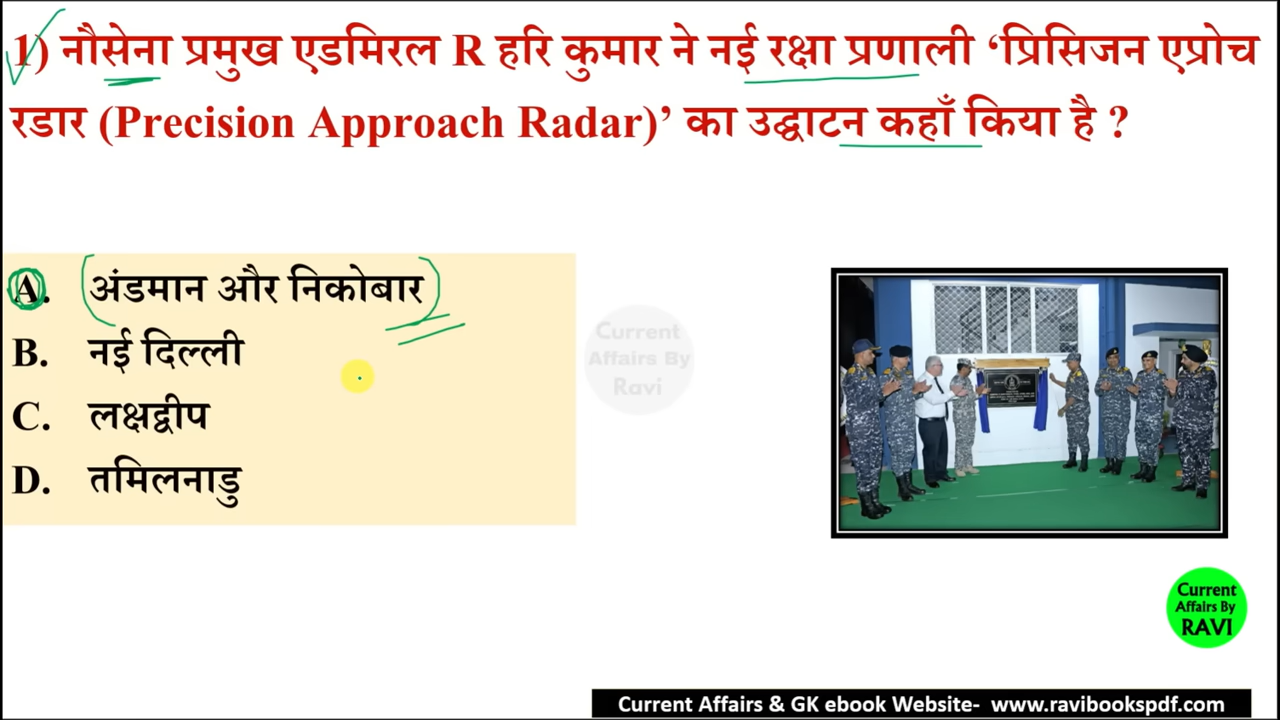 1) नौसेना प्रमुख एडमिरल R हरि कुमार ने नई रक्षा प्रणाली ‘प्रिसिजन एप्रोच
रडार (Precision Approach Radar)’ का उद्घाटन कहाँ किया है ?
A. अंडमान और निकोबार
B. नई दिल्ली
C. लक्षद्वीप
D. तमिलनाडु
Current
Affairs By
Ravi
Current
Affairs By
RAVI
Current Affairs & GK ebook Website- www.ravibookspdf.com